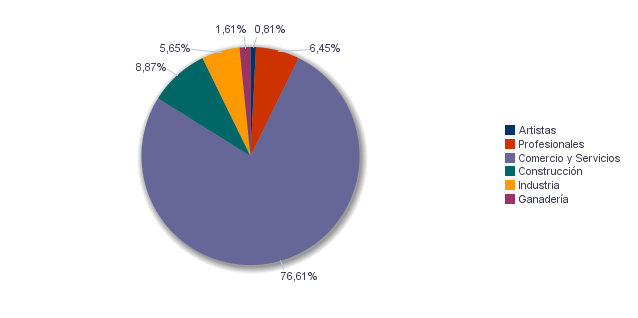 1,61%
0,81%
5,65%
6,45%
8,87%
76,61%
Artistas
Profesionales
Comercio y Servicios
Construcción
Industria
Ganadería